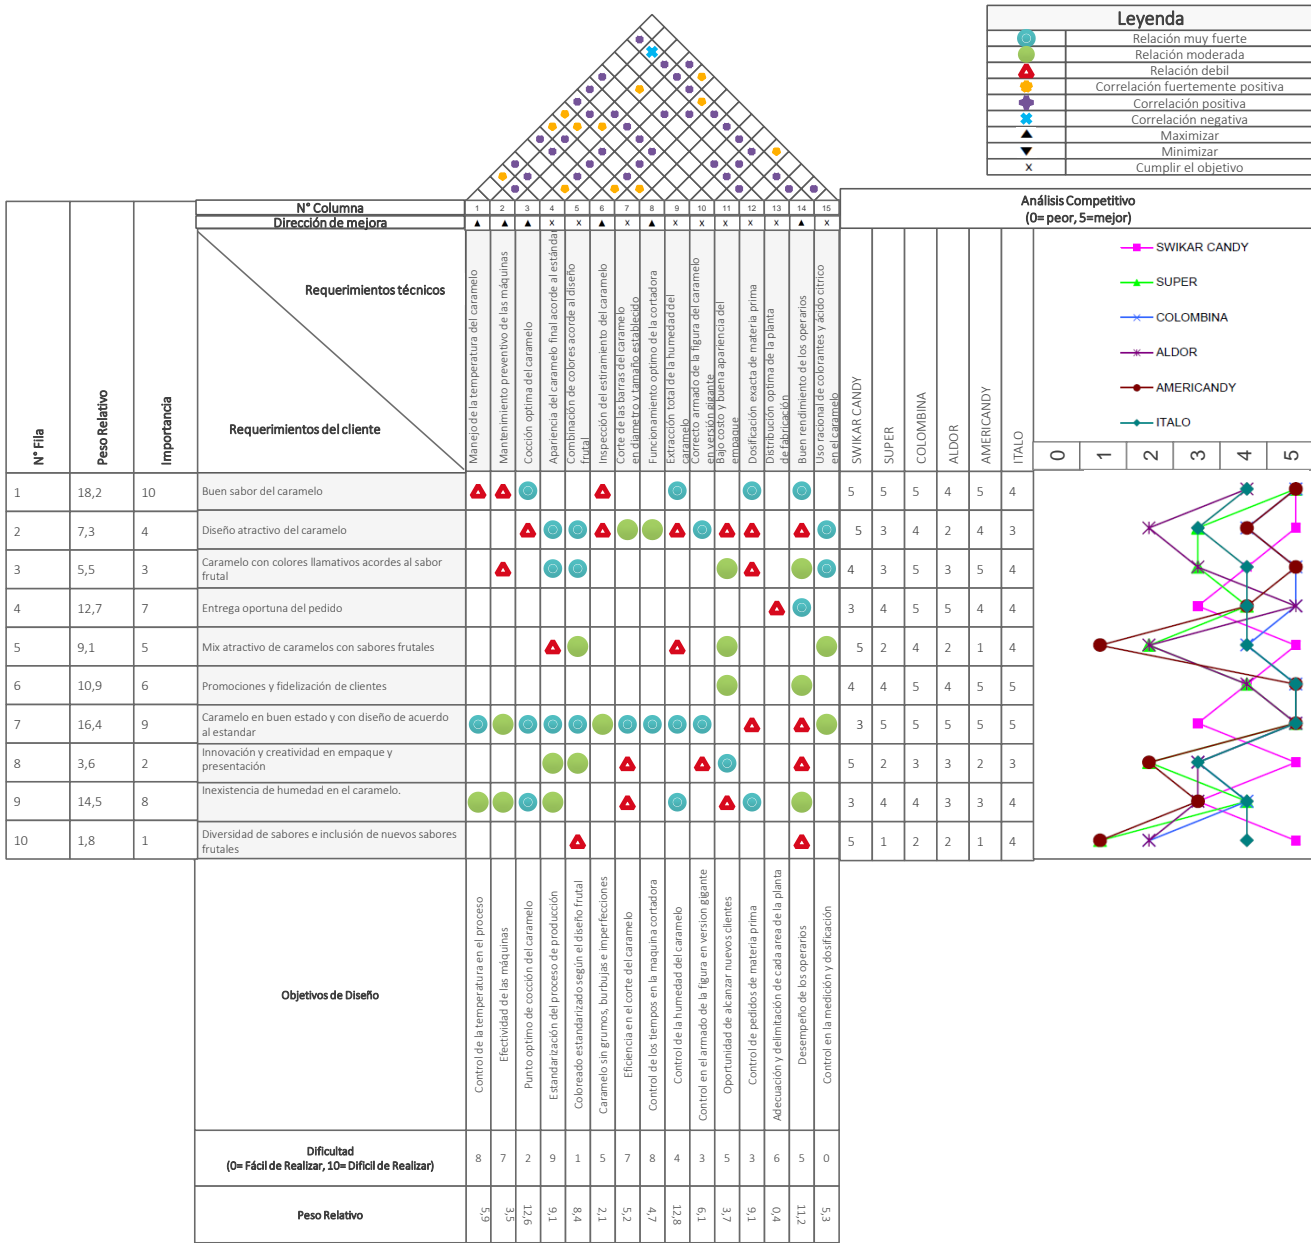 Leyenda
Relación muy fuerte
Relación moderada
Relación debil
Correlación fuertemente positiva
Correlación positiva
Correlación negativa
Maximizar
Minimizar
x Cumplir el objetivo
N° Columna 1 2 3 4 5 6 7 8 9 10 11 12 13 14 15
Dirección de mejora x x x x x x x x x x
Análisis Competitivo
(0= peor, 5=mejor)
N° Fila
Peso Relativo
Importancia
Requerimientos técnicos
Requerimientos del cliente
Manejo de la temperatura del caramelo
Mantenimiento preventivo de las máquinas
Cocción optima del caramelo
Apariencia del caramelo final acorde al estándar
Combinación de colores acorde al diseño
frutal
Inspección del estiramiento del caramelo
Corte de las barras del caramelo
en diametro y tamaño establecido
Funcionamiento optimo de la cortadora
Extracción total de la humedad del
caramelo
Correcto armado de la figura del caramelo
en versión gigante
Bajo costo y buena apariencia del
empaque
Dosificación exacta de materia prima
Distribución optima de la planta
de fabricación
Buen rendimiento de los operarios
Uso racional de colorantes y ácido cítrico
en el caramelo
SWIKAR CANDY
SUPER
COLOMBINA
ALDOR
AMERICANDY
ITALO
SWIKAR CANDY
SUPER
COLOMBINA
ALDOR
AMERICANDY
ITALO
0 1 2 3 4 5
1 18,2 10 Buen sabor del caramelo 5 5 5 4 5 4
2 7,3 4 Diseño atractivo del caramelo 5 3 4 2 4 3
3 5,5 3 Caramelo con colores llamativos acordes al sabor
frutal 4 3 5 3 5 4
4 12,7 7 Entrega oportuna del pedido 3 4 5 5 4 4
5 9,1 5 Mix atractivo de caramelos con sabores frutales 5 2 4 2 1 4
6 10,9 6 Promociones y fidelización de clientes 4 4 5 4 5 5
7 16,4 9 Caramelo en buen estado y con diseño de acuerdo
al estandar 3 5 5 5 5 5
8 3,6 2 Innovación y creatividad en empaque y
presentación 5 2 3 3 2 3
9 14,5 8 Inexistencia de humedad en el caramelo. 3 4 4 3 3 4
10 1,8 1 Diversidad de sabores e inclusión de nuevos sabores
frutales 5 1 2 2 1 4
Objetivos de Diseño
Control de la temperatura en el proceso
Efectividad de las máquinas
Punto optimo de cocción del caramelo
Estandarización del proceso de producción
Coloreado estandarizado según el diseño frutal
Caramelo sin grumos, burbujas e imperfecciones
Eficiencia en el corte del caramelo
Control de los tiempos en la maquina cortadora
Control de la humedad del caramelo
Control en el armado de la figura en version gigante
Oportunidad de alcanzar nuevos clientes
Control de pedidos de materia prima
Adecuación y delimitación de cada area de la planta
Desempeño de los operarios
Control en la medición y dosificación
Dificultad
(0= Fácil de Realizar, 10= Dificil de Realizar) 8 7 2 9 1 5 7 8 4 3 5 3 6 5 0
Peso Relativo 5,9 3,5 12,6 9,1 8,4 2,1 5,2 4,7 12,8 6,1 3,7 9,1 0,4 11,2 5,3